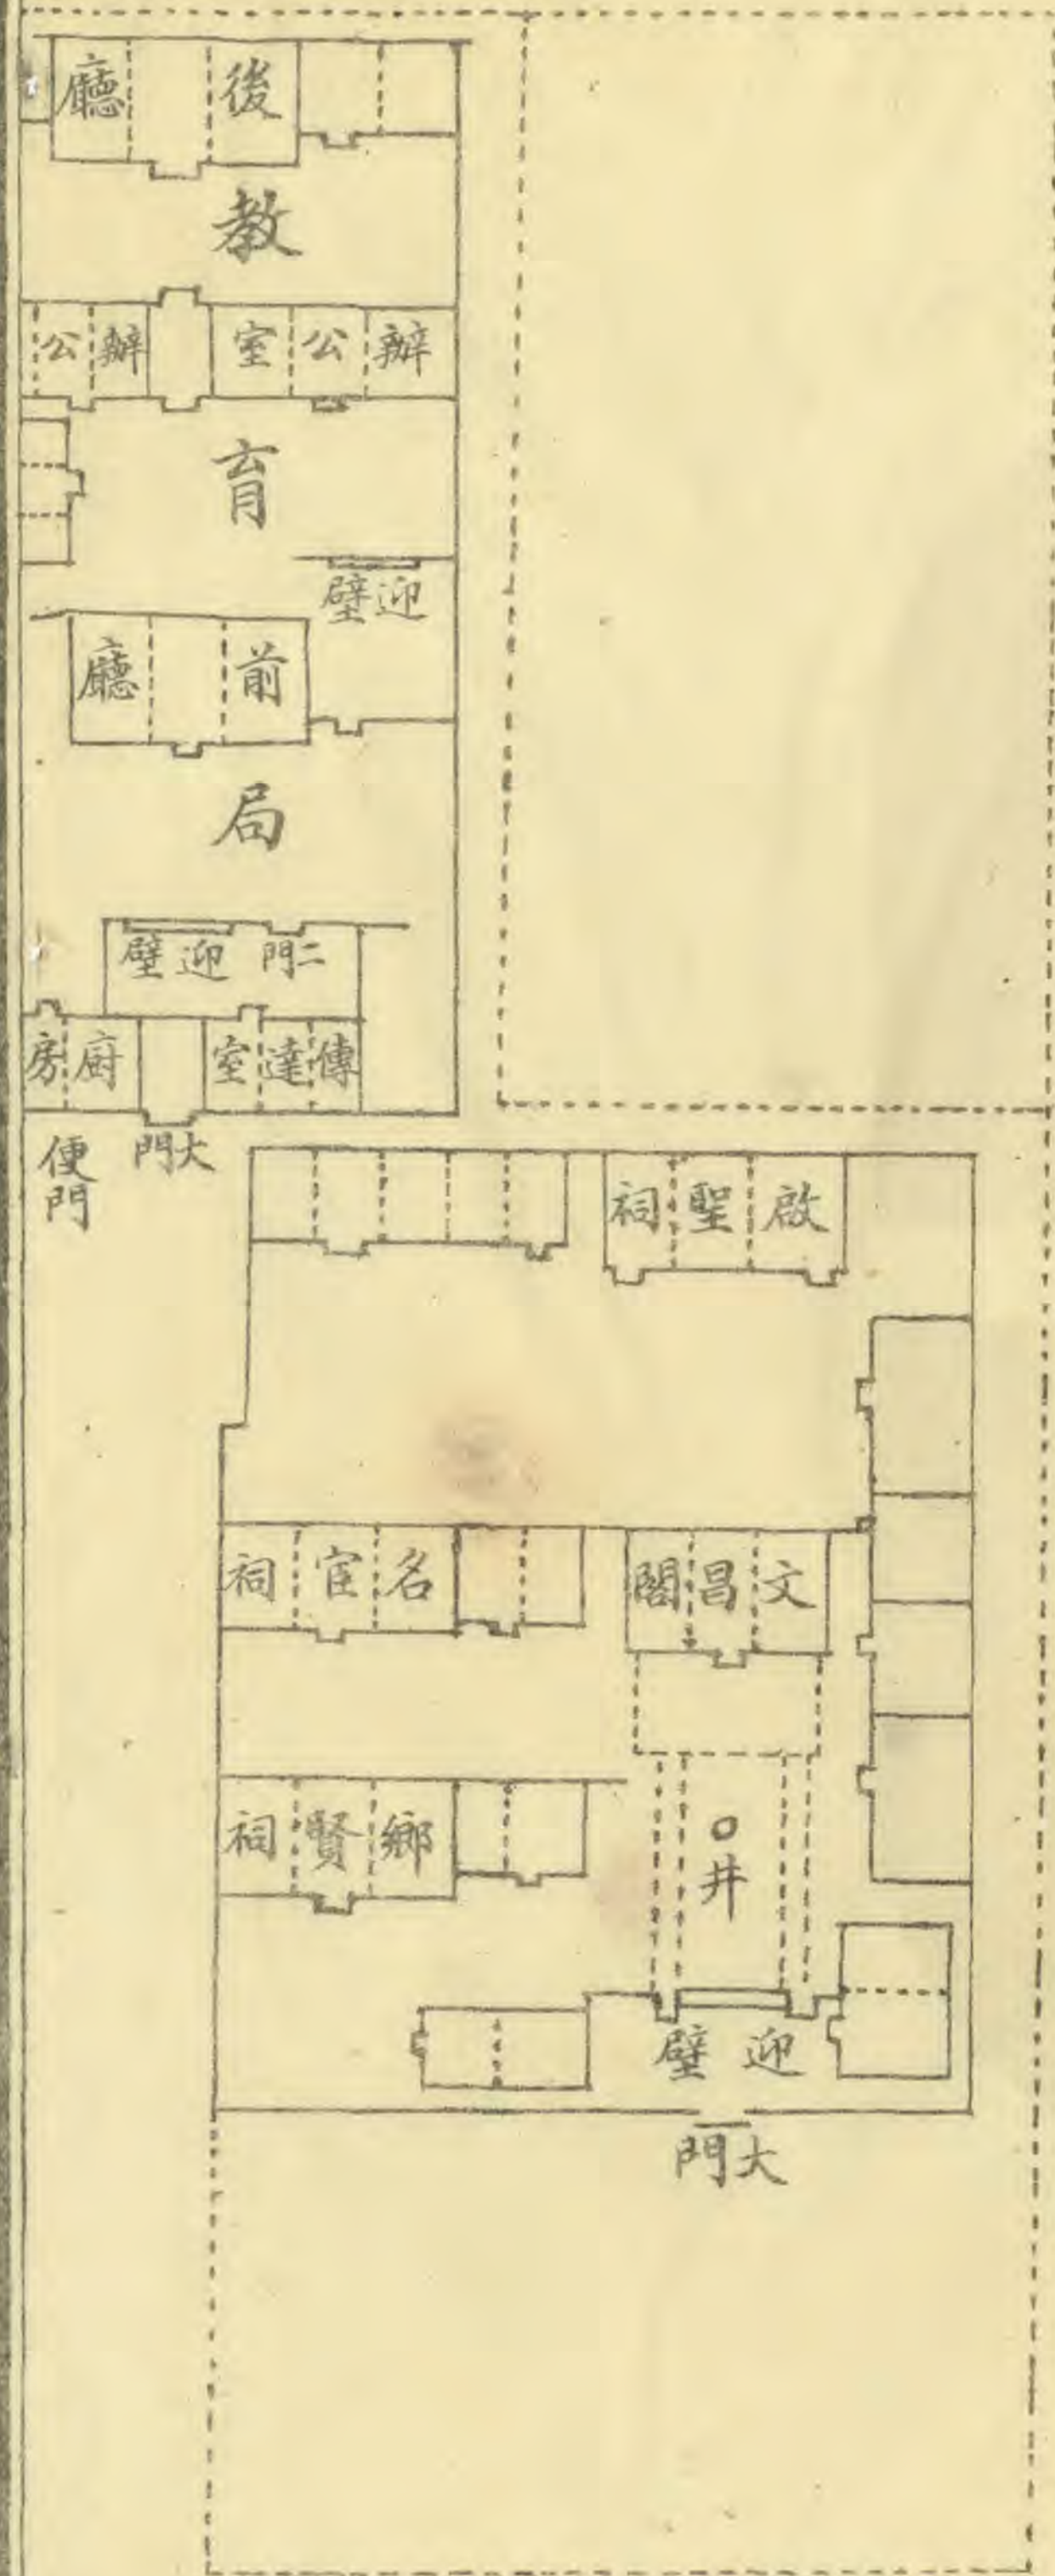 後廳
教
辦公室
辦公
育
迎壁
前廳
局
二門
迎壁
傳達室
廚房
大門
便門
啟聖祠
文昌閣
名宦祠
鄉賢祠
井
迎壁
大門